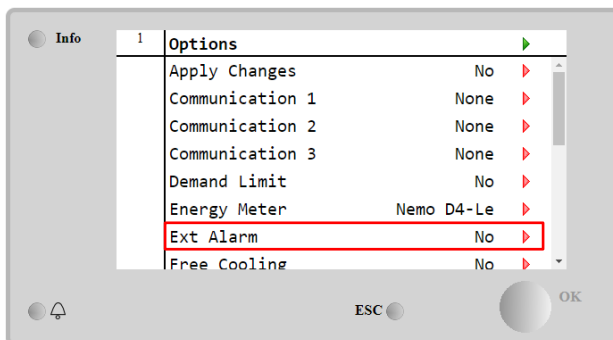 Info
1 Options
Apply Changes No
Communication 1 None
Communication 2 None
Communication 3 None
Demand Limit No
Energy Meter Nemo D4-Le
Ext Alarm No
Free Cooling No
ESC
OK